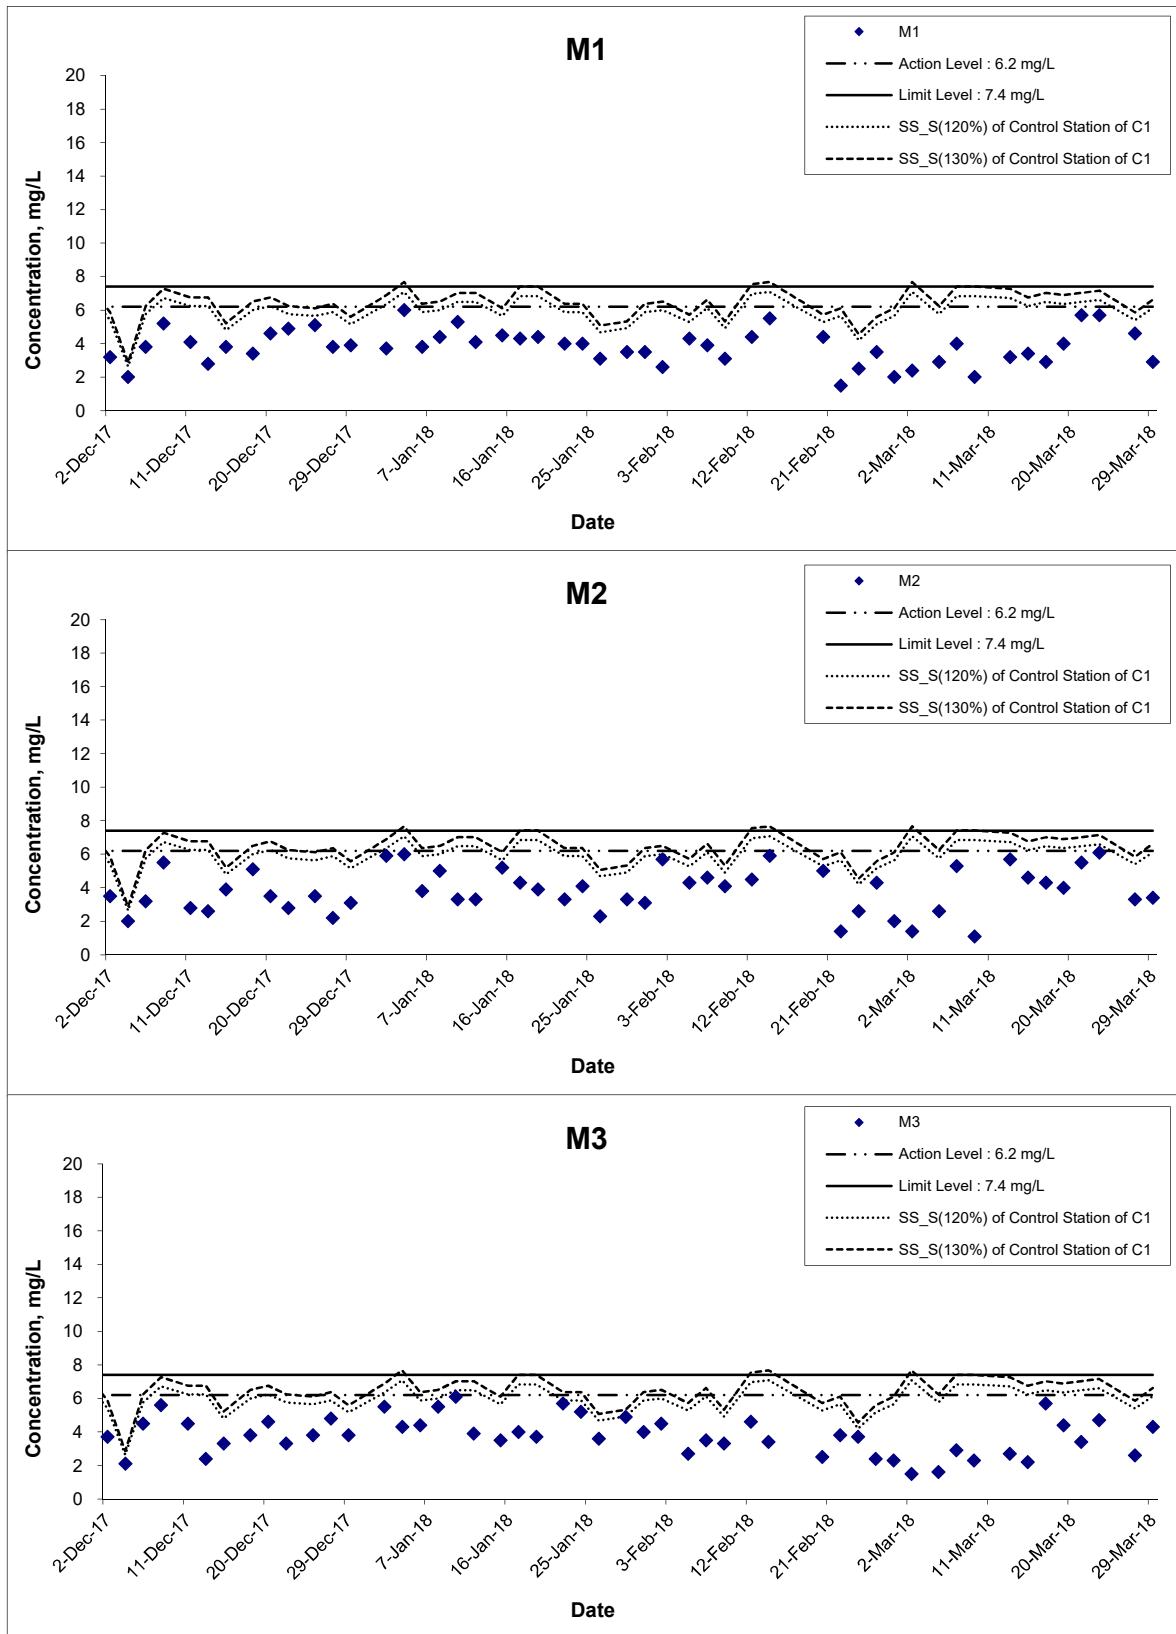 M1
M1
Action Level : 6.2 mg/L
Limit Level : 7.4 mg/L
SS_S(120%) of Control Station of C1
SS_S(130%) of Control Station of C1
Concentration, mg/L
20
18
16
14
12
10
8
6
4
2
0
2-Dec-17
11-Dec-17
20-Dec-17
29-Dec-17
7-Jan-18
16-Jan-18
25-Jan-18
3-Feb-18
12-Feb-18
21-Feb-18
2-Mar-18
11-Mar-18
20-Mar-18
29-Mar-18
Date
M2
M2
Action Level : 6.2 mg/L
Limit Level : 7.4 mg/L
SS_S(120%) of Control Station of C1
SS_S(130%) of Control Station of C1
Concentration, mg/L
20
18
16
14
12
10
8
6
4
2
0
2-Dec-17
11-Dec-17
20-Dec-17
29-Dec-17
7-Jan-18
16-Jan-18
25-Jan-18
3-Feb-18
12-Feb-18
21-Feb-18
2-Mar-18
11-Mar-18
20-Mar-18
29-Mar-18
Date
M3
M3
Action Level : 6.2 mg/L
Limit Level : 7.4 mg/L
SS_S(120%) of Control Station of C1
SS_S(130%) of Control Station of C1
Concentration, mg/L
20
18
16
14
12
10
8
6
4
2
0
2-Dec-17
11-Dec-17
20-Dec-17
29-Dec-17
7-Jan-18
16-Jan-18
25-Jan-18
3-Feb-18
12-Feb-18
21-Feb-18
2-Mar-18
11-Mar-18
20-Mar-18
29-Mar-18
Date